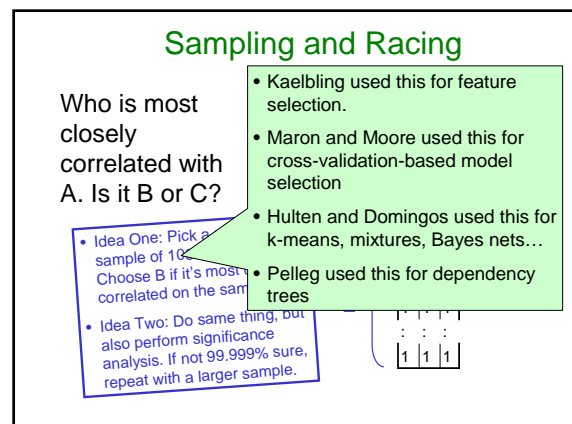 Sampling and Racing
Who is most
closely
correlated with
A. Is it B or C?
• Kaelbling used this for feature
selection.
• Maron and Moore used this for
cross-validation-based model
selection
• Hulten and Domingos used this for
k-means, mixtures, Bayes nets…
• Pelleg used this for dependency
trees
• Idea One: Pick a
sample of
Choose B if it's most
correlated on the
• Idea Two: Do same thing, but
also perform significance
analysis. If not 99.999% sure,
repeat with a larger sample.
: : :
1 1 1